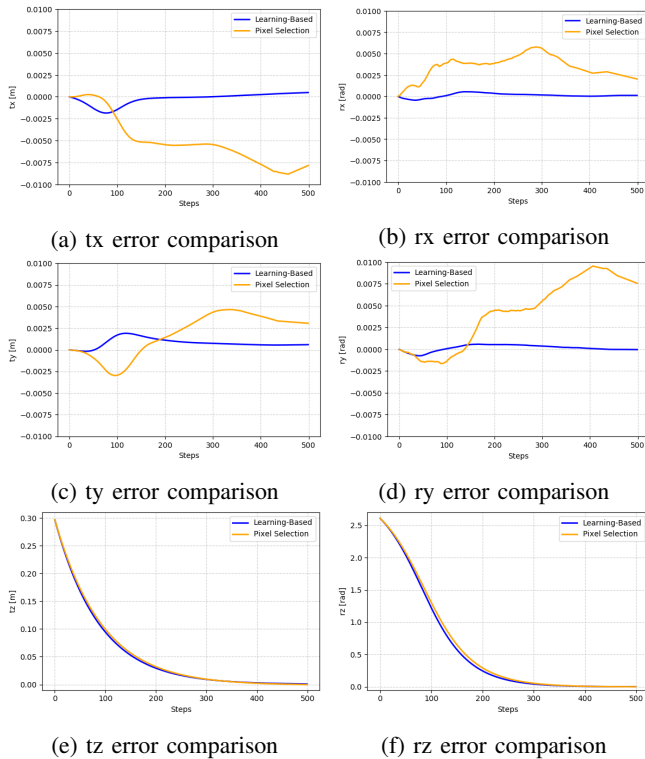 0.0100
0.0075
0.0050
0.0025
0.0000
−0.0025
−0.0050
−0.0075
−0.0100
tx [m]
0 100 200 300 400 500
Steps
Learning-Based
Pixel Selection
(a) tx error comparison
0.0100
0.0075
0.0050
0.0025
0.0000
−0.0025
−0.0050
−0.0075
−0.0100
rx [rad]
0 100 200 300 400 500
Steps
Learning-Based
Pixel Selection
(b) rx error comparison
0.0100
0.0075
0.0050
0.0025
0.0000
−0.0025
−0.0050
−0.0075
−0.0100
ty [m]
0 100 200 300 400 500
Steps
Learning-Based
Pixel Selection
(c) ty error comparison
0.0100
0.0075
0.0050
0.0025
0.0000
−0.0025
−0.0050
−0.0075
−0.0100
ry [rad]
0 100 200 300 400 500
Steps
Learning-Based
Pixel Selection
(d) ry error comparison
0.30
0.25
0.20
0.15
0.10
0.05
0.00
tz [m]
0 100 200 300 400 500
Steps
Learning-Based
Pixel Selection
(e) tz error comparison
2.5
2.0
1.5
1.0
0.5
0.0
rz [rad]
0 100 200 300 400 500
Steps
Learning-Based
Pixel Selection
(f) rz error comparison